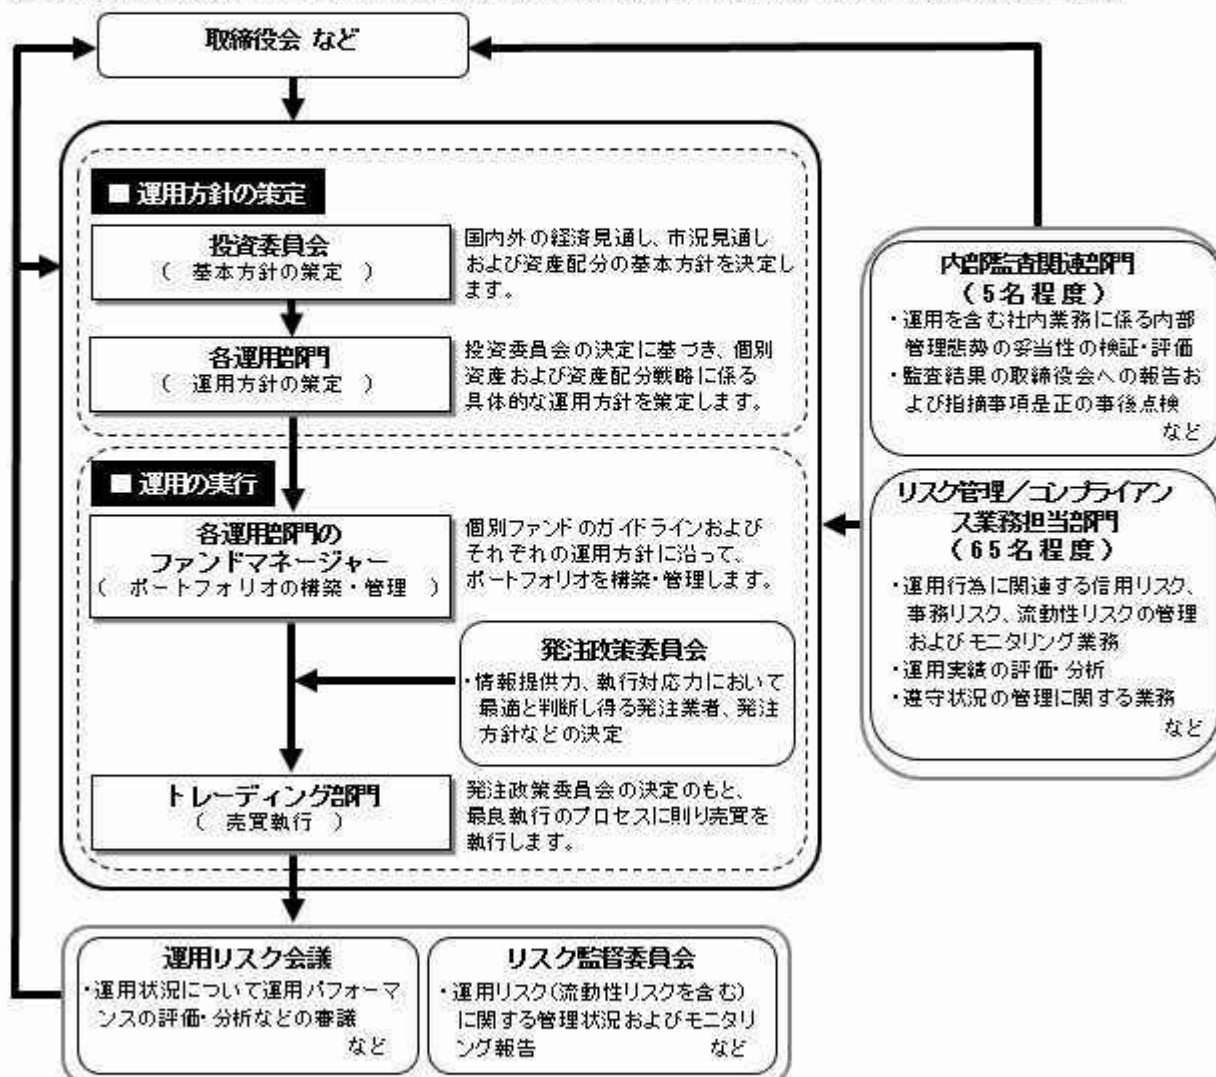 取締役会 など
■ 運用方針の策定
投資委員会
( 基本方針の策定 )
国内外の経済見通し、市況見通し
および資産配分の基本方針を決定し
ます。
各運用部門
( 運用方針の策定 )
投資委員会の決定に基づき、個別
資産および資産配分戦略に係る
具体的な運用方針を策定します。
■ 運用の実行
各運用部門の
ファンドマネージャー
( ポートフォリオの構築・管理 )
個別ファンドのガイドラインおよび
それぞれの運用方針に沿って、
ポートフォリオを構築・管理します。
発注政策委員会
・情報提供力、執行対応力において
最適と判断し得る発注業者、発注
方針などの決定
トレーディング部門
( 売買執行 )
発注政策委員会の決定のもと、
最良執行のプロセスに則り売買を
執行します。
内部監査関連部門
(5名程度)
・運用を含む社内業務に係る内部
管理態勢の妥当性の検証・評価
・監査結果の取締役会への報告お
よび指摘事項是正の事後点検
など
リスク管理/コンプライアン
ス業務担当部門
(65名程度)
・運用行為に関連する信用リスク、
事務リスク、流動性リスクの管理
およびモニタリング業務
・運用実績の評価・分析
・遵守状況の管理に関する業務
など
運用リスク会議
・運用状況について運用パフォーマ
ンスの評価・分析などの審議
など
リスク監督委員会
・運用リスク(流動性リスクを含む)
に関する管理状況およびモニタリ
ング報告 など